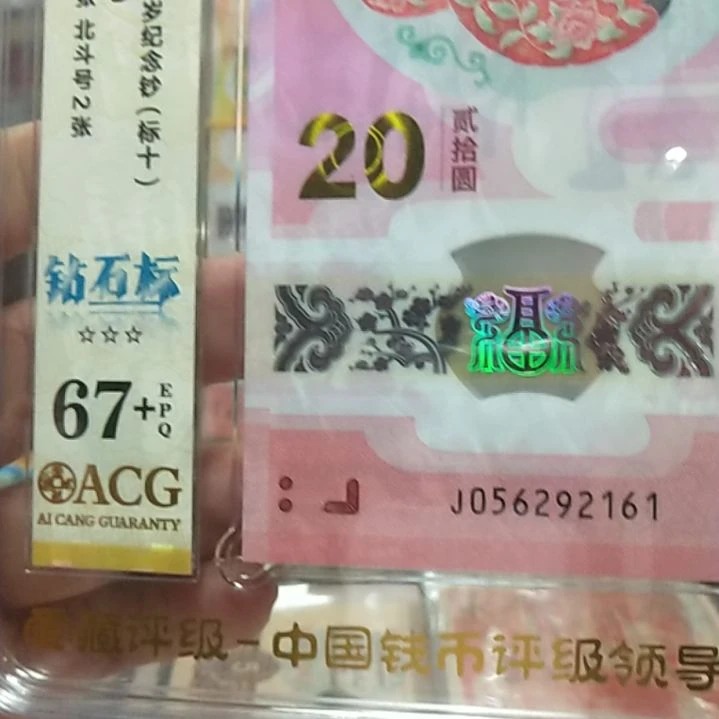 岁纪念钞(标十)
北斗号2张
钻石标
☆☆☆
67+
EPQ
ACG
AI CANG GUARANTY
20
贰拾圆
J056292161
藏评级-中国钱币评级领导